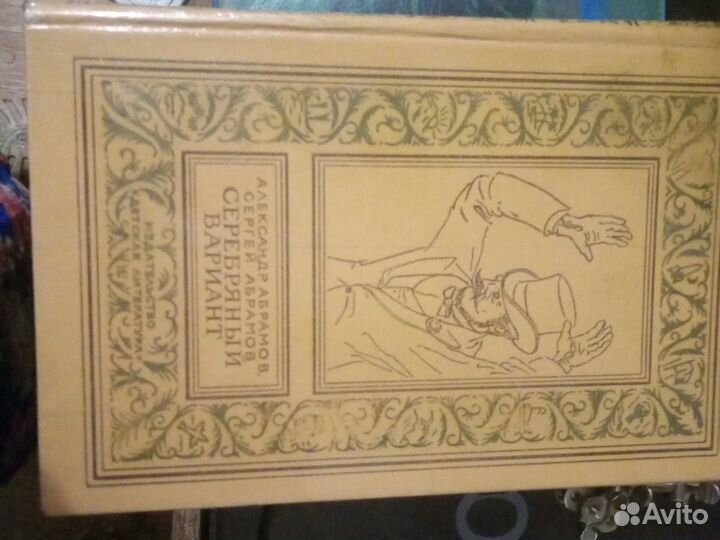 АЛЕКСАНДР АБРАМОВ,
СЕРГЕЙ АБРАМОВ
СЕРЕБРЯНЫЙ
ВАРИАНТ
ИЗДАТЕЛЬСТВО
"ДЕТСКАЯ ЛИТЕРАТУРА"
Avito